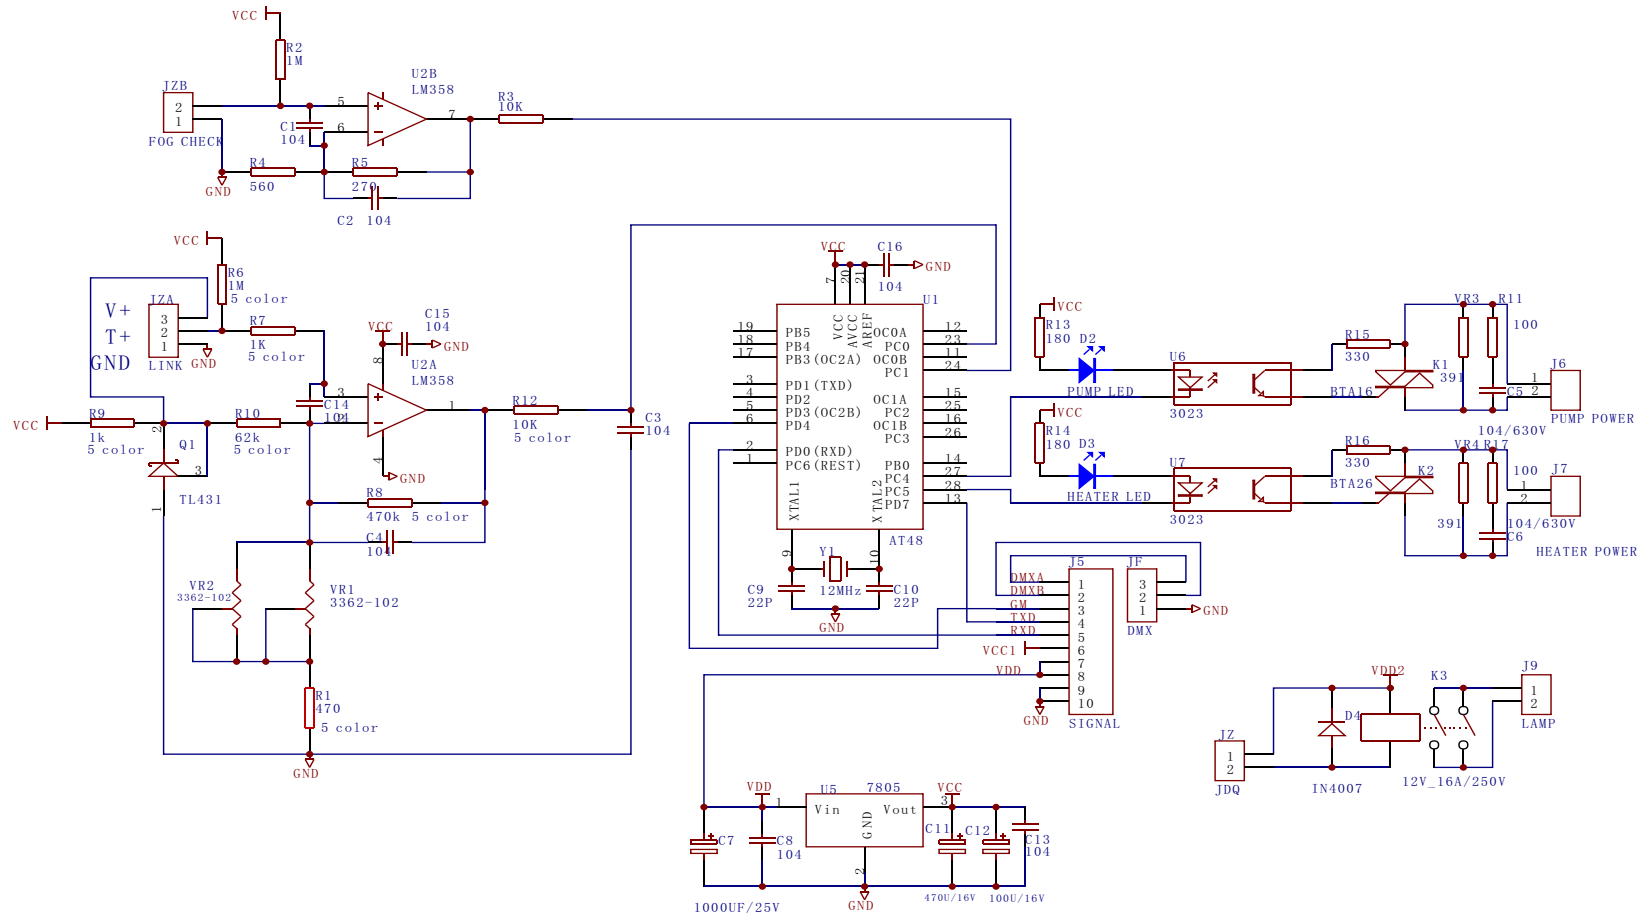 VCC
R2
1M
JZB
2
1
FOG CHECK
C1
104
5
6
U2B
LM358
7
R3
10K
R4
560
R5
270
GND
C2 104
VCC
R6
1M
5 color
JZA
V+
T+
GND
3
2
1
LINK
GND
R7
1K
5 color
VCC
C15
104
GND
8
U2A
LM358
3
1
4
GND
C14
104
VCC
R9
1k
5 color
2
Q1
3
TL431
1
R10
62k
5 color
R12
10K
5 color
C3
104
R8
470k 5 color
C4
104
VR2
3362-102
VR1
3362-102
R1
470
5 color
GND
VCC
C16
104
GND
7
20
21
U1
VCC
AVCC
AREF
19
18
17
3
4
5
6
2
1
PB5
PB4
PB3(OC2A)
PD1(TXD)
PD2
PD3(OC2B)
PD4
PD0(RXD)
PC6(REST)
OC0A
PC0
OC0B
PC1
OC1A
PC2
OC1B
PC3
PB0
PC4
PC5
PD7
12
23
11
24
15
25
16
26
14
27
28
13
XTAL1
XTAL2
AT48
9
10
Y1
12MHz
C9
22P
C10
22P
GND
VCC
R13
180
D2
PUMP LED
VCC
R14
180
D3
HEATER LED
U6
3023
U7
3023
R15
330
BTA16
K1
VR3
391
R11
100
C5
104/630V
J6
1
2
PUMP POWER
R16
330
BTA26
K2
VR4
391
R17
100
C6
104/630V
J7
1
2
HEATER POWER
DMXA
DMXB
GM
TXD
RXD
VCC1
VDD
GND
J5
1
2
3
4
5
6
7
8
9
10
SIGNAL
JF
3
2
1
DMX
GND
JZ
1
2
JDQ
D4
IN4007
VDD2
K3
12V_16A/250V
J9
1
2
LAMP
VDD
1
U5
7805
Vin
Vout
GND
3
2
VCC
C7
1000UF/25V
C8
104
GND
C11
470U/16V
C12
100U/16V
C13
104